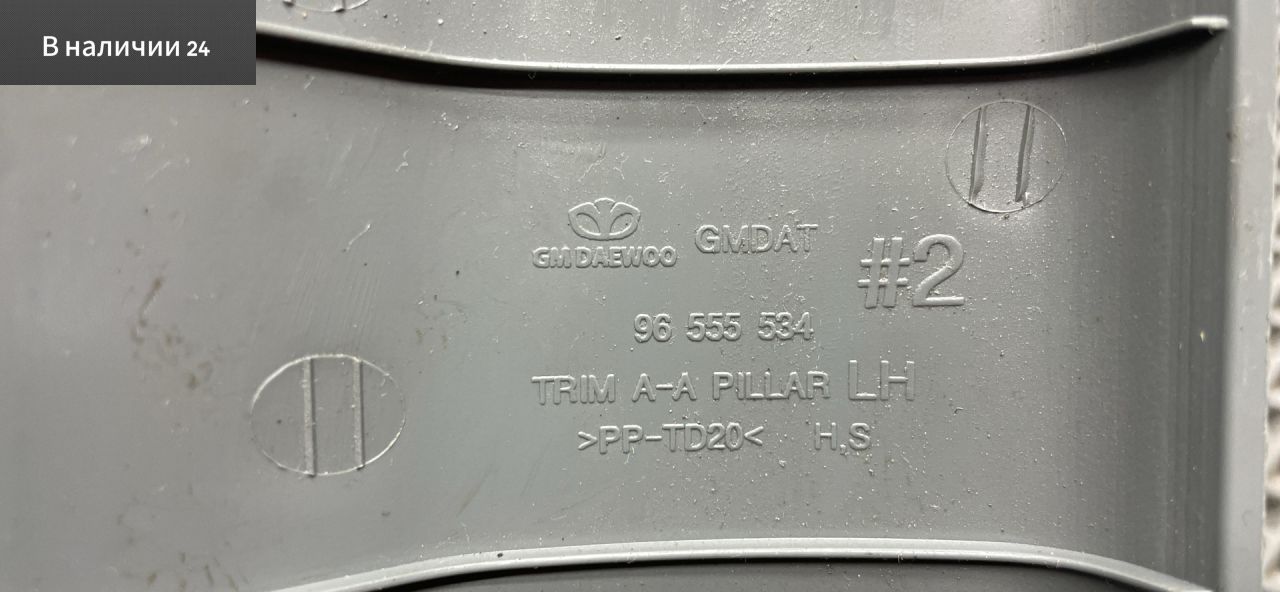 В наличии 24
GM DAEWOO GMDAT
#2
96 555 534
TRIM A-A PILLAR LH
>PP-TD20< H,S